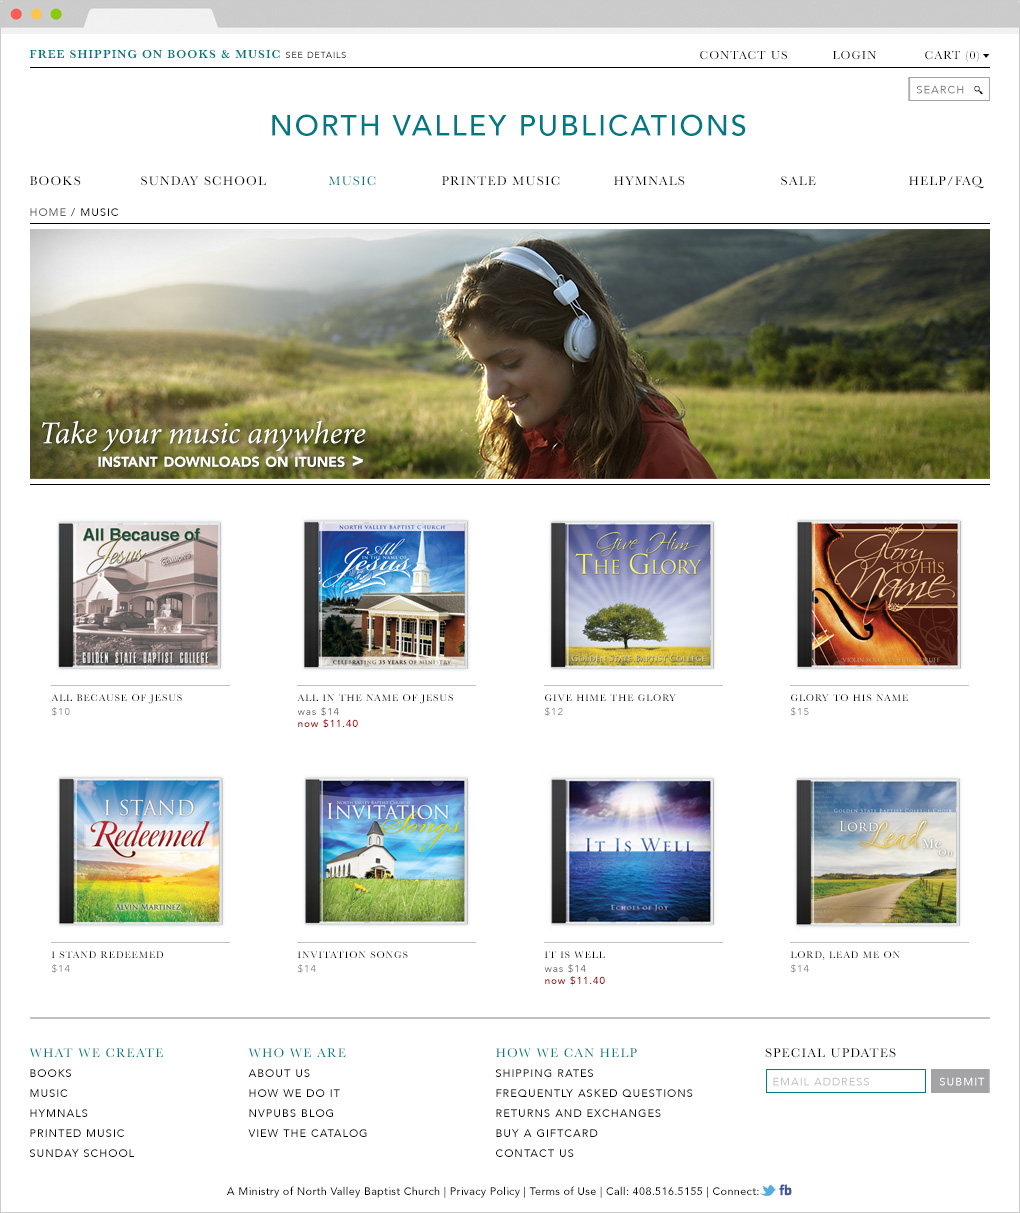 FREE SHIPPING ON BOOKS & MUSIC SEE DETAILS
CONTACT US LOGIN CART (0)
SEARCH
NORTH VALLEY PUBLICATIONS
BOOKS SUNDAY SCHOOL MUSIC PRINTED MUSIC HYMNALS SALE HELP/FAQ
HOME / MUSIC
Take your music anywhere
INSTANT DOWNLOADS ON ITUNES >
All Because of
Jesus
GOLDEN STATE BAPTIST COLLEGE
NORTH VALLEY BAPTIST CHURCH
All
IN THE NAME OF
Jesus
CELEBRATING 35 YEARS OF MINISTRY
Give Him
THE GLORY
GOLDEN STATE BAPTIST COLLEGE
Glory
TO HIS
Name
ALL BECAUSE OF JESUS
$10
ALL IN THE NAME OF JESUS
was $14
now $11.40
GIVE HIME THE GLORY
$12
GLORY TO HIS NAME
$15
I STAND
Redeemed
ALVIN MARTINEZ
NORTH VALLEY BAPTIST CHURCH
INVITATION
Songs
IT IS WELL
ECHOES OF JOY
GOLDEN STATE BAPTIST COLLEGE CHOIR
LORD
Lead Me
On
I STAND REDEEMED
$14
INVITATION SONGS
$14
IT IS WELL
was $14
now $11.40
LORD, LEAD ME ON
$14
WHAT WE CREATE
BOOKS
MUSIC
HYMNALS
PRINTED MUSIC
SUNDAY SCHOOL
WHO WE ARE
ABOUT US
HOW WE DO IT
NVPUBS BLOG
VIEW THE CATALOG
HOW WE CAN HELP
SHIPPING RATES
FREQUENTLY ASKED QUESTIONS
RETURNS AND EXCHANGES
BUY A GIFTCARD
CONTACT US
SPECIAL UPDATES
EMAIL ADDRESS SUBMIT
A Ministry of North Valley Baptist Church | Privacy Policy | Terms of Use | Call: 408.516.5155 | Connect: fb